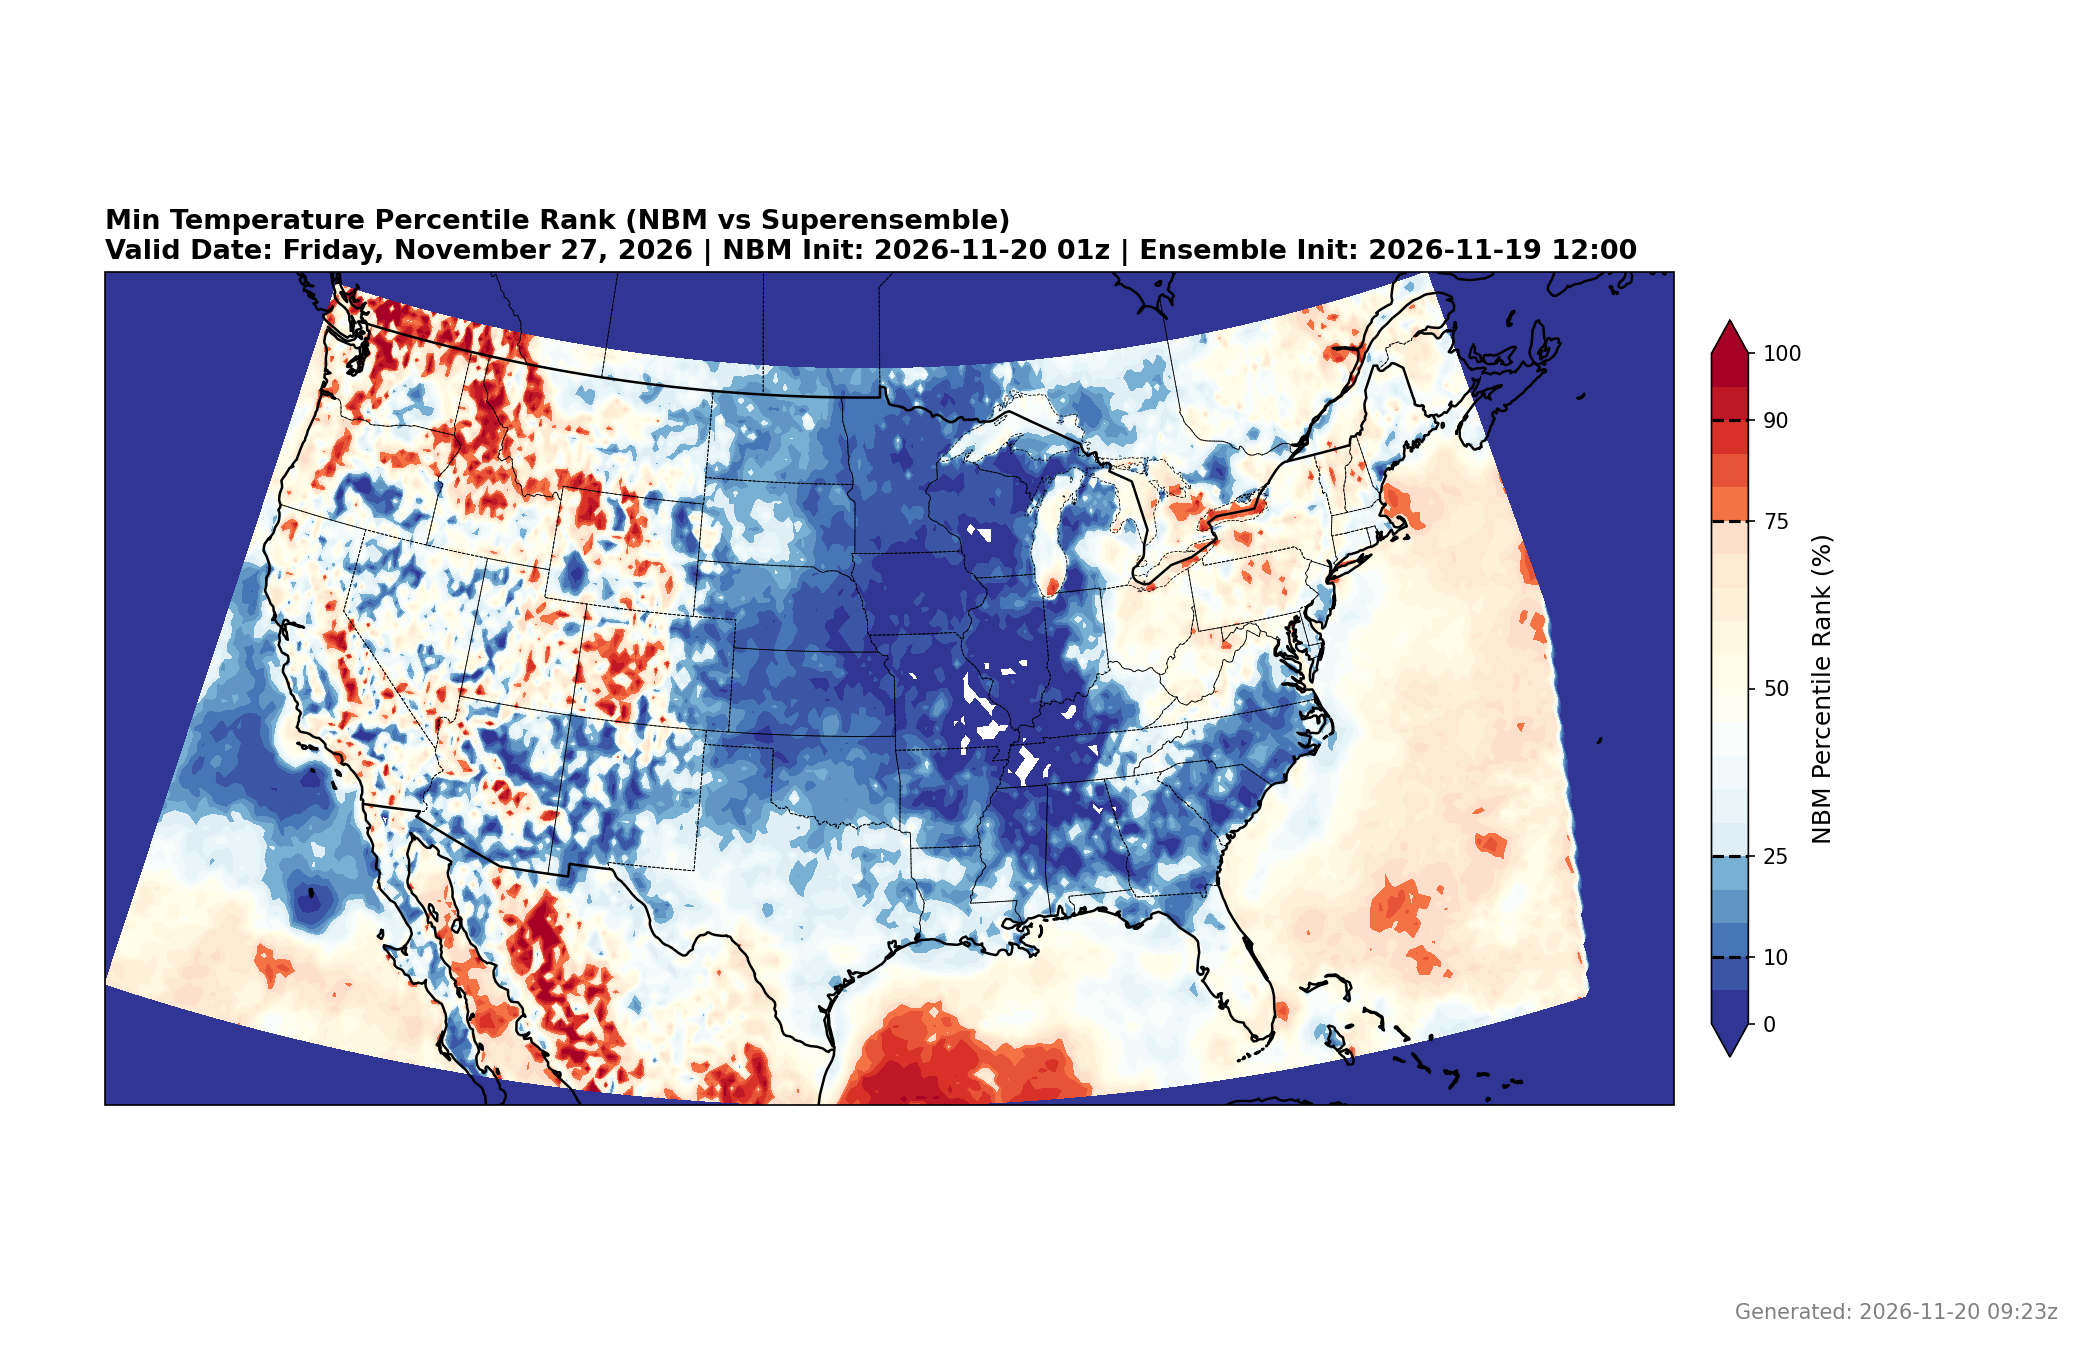 Min Temperature Percentile Rank (NBM vs Superensemble)
Valid Date: Friday, November 27, 2026 | NBM Init: 2026-11-20 01z | Ensemble Init: 2026-11-19 12:00
100
90
75
50
25
10
0
NBM Percentile Rank (%)
Generated: 2026-11-20 09:23z